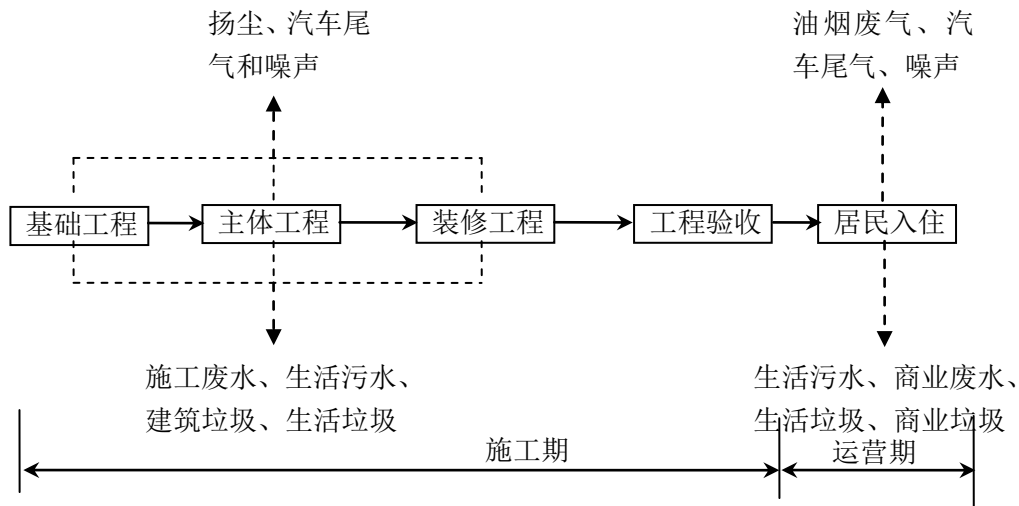 扬尘、汽车尾
气和噪声
油烟废气、汽
车尾气、噪声
基础工程
主体工程
装修工程
工程验收
居民入住
施工废水、生活污水、
建筑垃圾、生活垃圾
生活污水、商业废水、
生活垃圾、商业垃圾
施工期
运营期